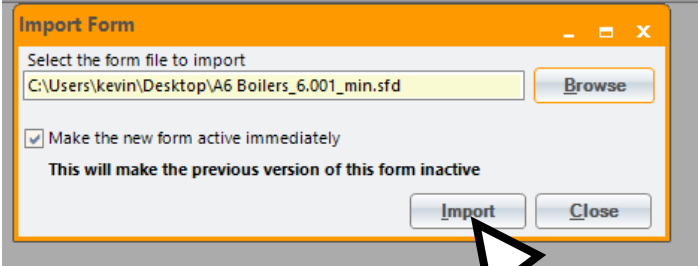 Import Form
Select the form file to import
C:\Users\kevin\Desktop\A6 Boilers_6.001_min.sfd
Browse
Make the new form active immediately
This will make the previous version of this form inactive
Import
Close